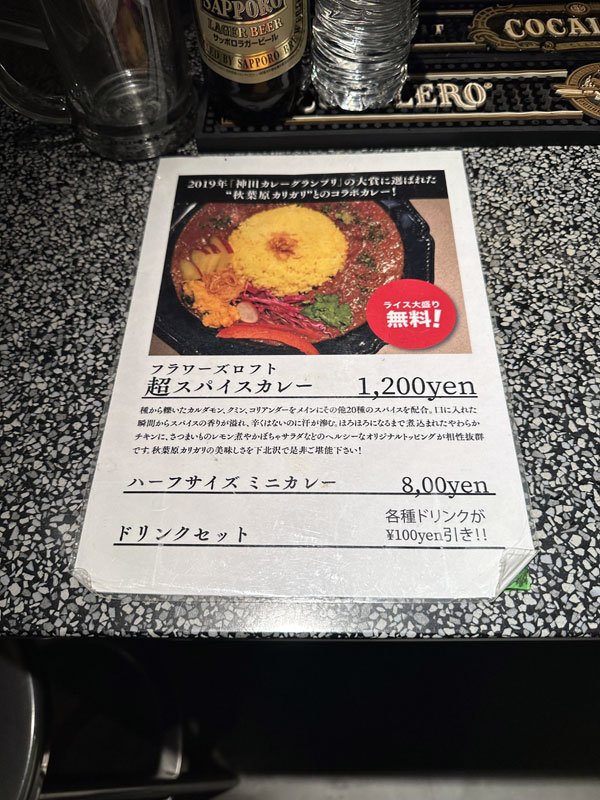 SAPPORO
LAGER BEER
サッポロラガービール
COCAL
LERO®
2019年「神田カレーグランプリ」の大賞に選ばれた
“秋葉原カリガリ”とのコラボカレー!
ライス大盛り
無料!
フラワーズロフト
超スパイスカレー 1,200yen
種から轢いたカルダモン、クミン、コリアンダーをメインにその他20種のスパイスを配合。口に入れた
瞬間からスパイスの香りが溢れ、辛くはないのに汗が滲む。ほろほろになるまで煮込まれたやわらか
チキンに、さつまいものレモン煮やかぼちゃサラダなどのヘルシーなオリジナルトッピングが相性抜群
です。秋葉原カリガリの美味しさを下北沢で是非ご堪能下さい!
ハーフサイズ ミニカレー 8,00yen
ドリンクセット
各種ドリンクが
¥100yen引き!!